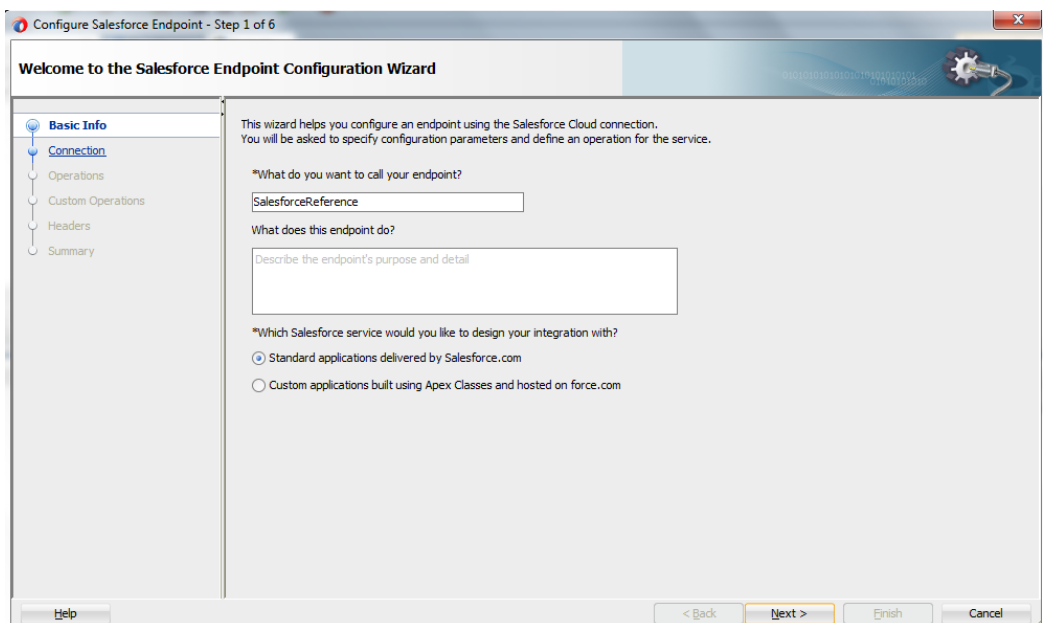 Configure Salesforce Endpoint - Step 1 of 6
Welcome to the Salesforce Endpoint Configuration Wizard
Basic Info
Connection
Operations
Custom Operations
Headers
Summary
This wizard helps you configure an endpoint using the Salesforce Cloud connection.
You will be asked to specify configuration parameters and define an operation for the service.
*What do you want to call your endpoint?
SalesforceReference
What does this endpoint do?
Describe the endpoint's purpose and detail
*Which Salesforce service would you like to design your integration with?
Standard applications delivered by Salesforce.com
Custom applications built using Apex Classes and hosted on force.com
Help
< Back
Next >
Finish
Cancel